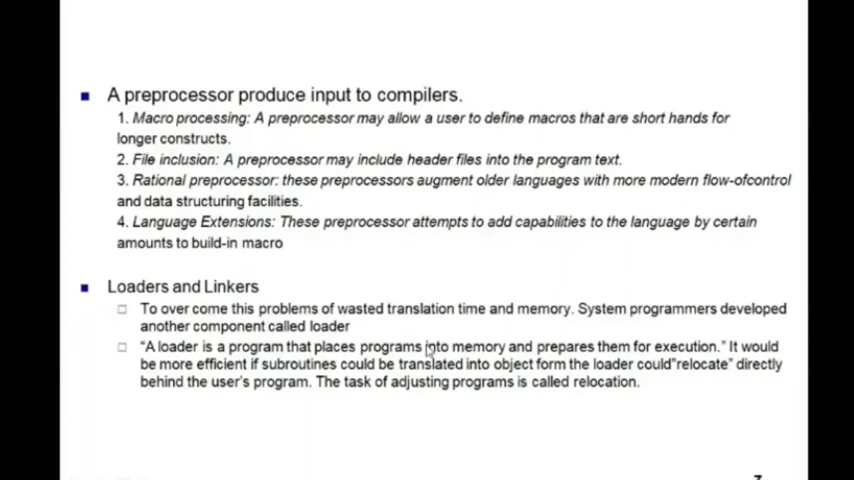 A preprocessor produce input to compilers.
1. Macro processing: A preprocessor may allow a user to define macros that are short hands for
longer constructs.
2. File inclusion: A preprocessor may include header files into the program text.
3. Rational preprocessor: these preprocessors augment older languages with more modern flow-ofcontrol
and data structuring facilities.
4. Language Extensions: These preprocessor attempts to add capabilities to the language by certain
amounts to build-in macro
Loaders and Linkers
To over come this problems of wasted translation time and memory. System programmers developed
another component called loader
“A loader is a program that places programs into memory and prepares them for execution.” It would
be more efficient if subroutines could be translated into object form the loader could”relocate” directly
behind the user’s program. The task of adjusting programs is called relocation.